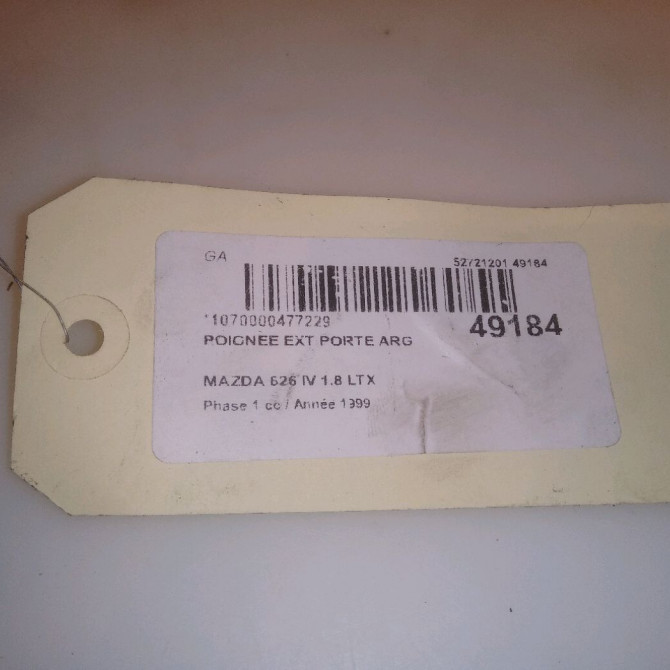 GA
52721201 49184
*1070000477229
49184
POIGNEE EXT PORTE ARG
MAZDA 626 IV 1.8 LTX
Phase 1 cc / Année 1999